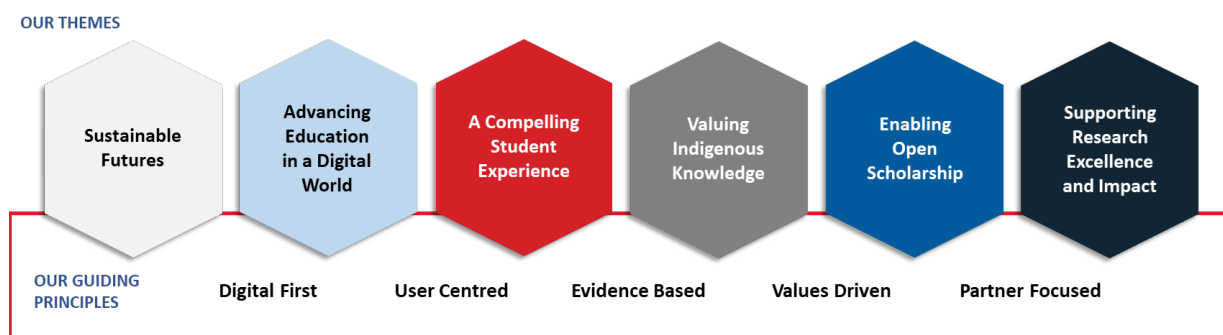 OUR THEMES
Sustainable
Futures
Advancing
Education
in a Digital
World
A Compelling
Student
Experience
Valuing
Indigenous
Knowledge
Enabling
Open
Scholarship
Supporting
Research
Excellence
and Impact
OUR GUIDING
PRINCIPLES
Digital First
User Centred
Evidence Based
Values Driven
Partner Focused